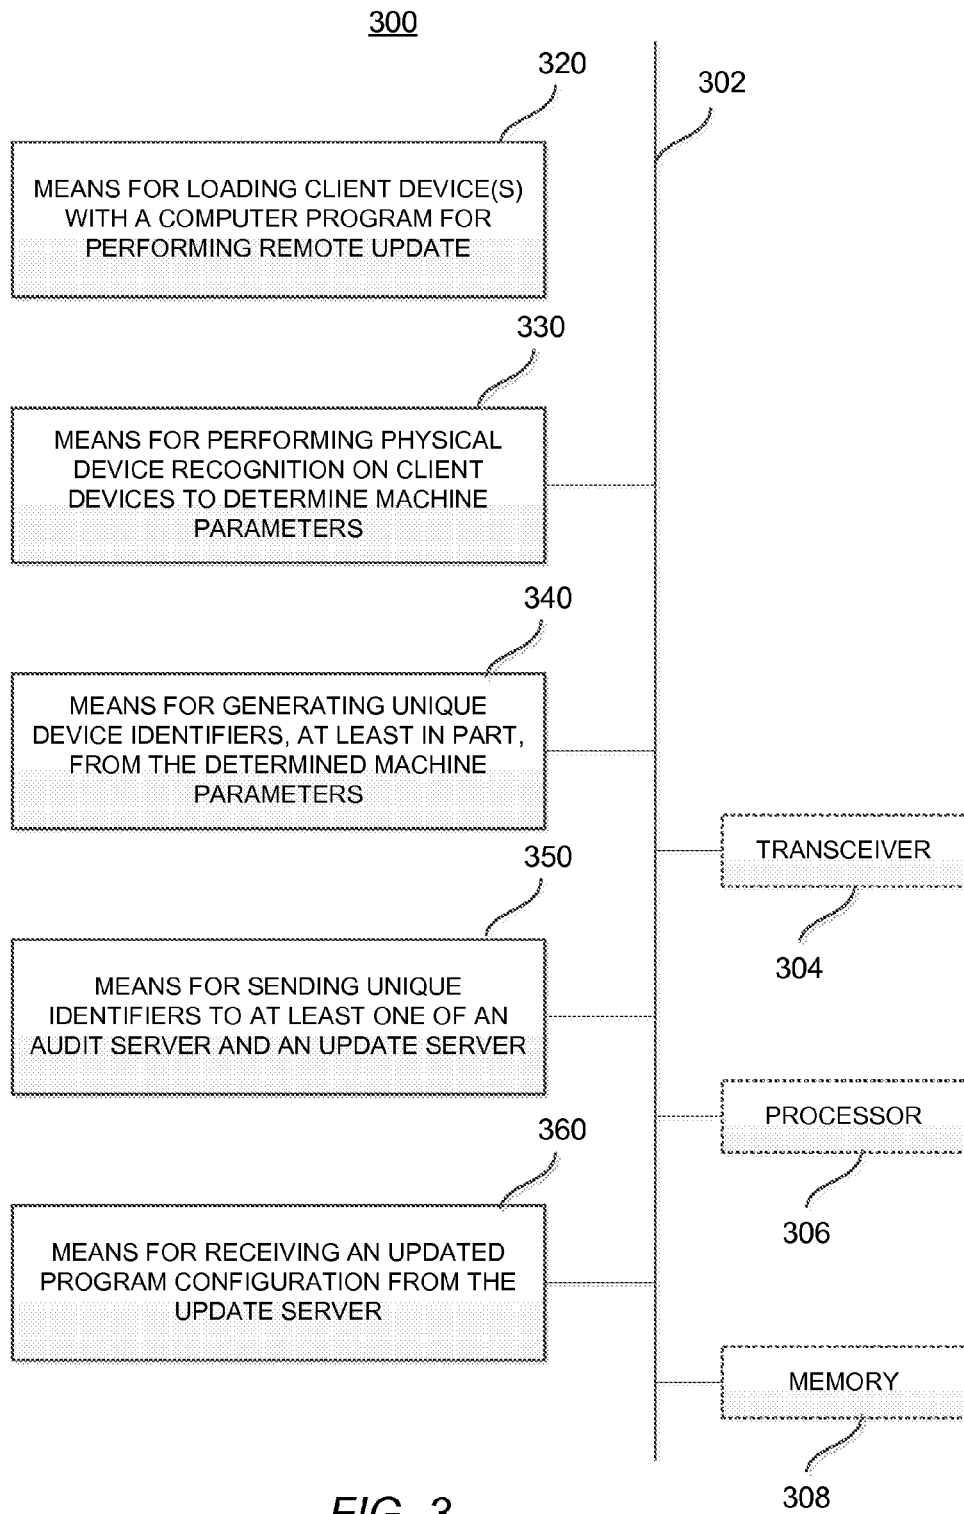 300
320
302
MEANS FOR LOADING CLIENT DEVICE(S)
WITH A COMPUTER PROGRAM FOR
PERFORMING REMOTE UPDATE
330
MEANS FOR PERFORMING PHYSICAL
DEVICE RECOGNITION ON CLIENT
DEVICES TO DETERMINE MACHINE
PARAMETERS
340
MEANS FOR GENERATING UNIQUE
DEVICE IDENTIFIERS, AT LEAST IN PART,
FROM THE DETERMINED MACHINE
PARAMETERS
TRANSCEIVER
304
350
MEANS FOR SENDING UNIQUE
IDENTIFIERS TO AT LEAST ONE OF AN
AUDIT SERVER AND AN UPDATE SERVER
PROCESSOR
306
360
MEANS FOR RECEIVING AN UPDATED
PROGRAM CONFIGURATION FROM THE
UPDATE SERVER
MEMORY
308
FIG. 3